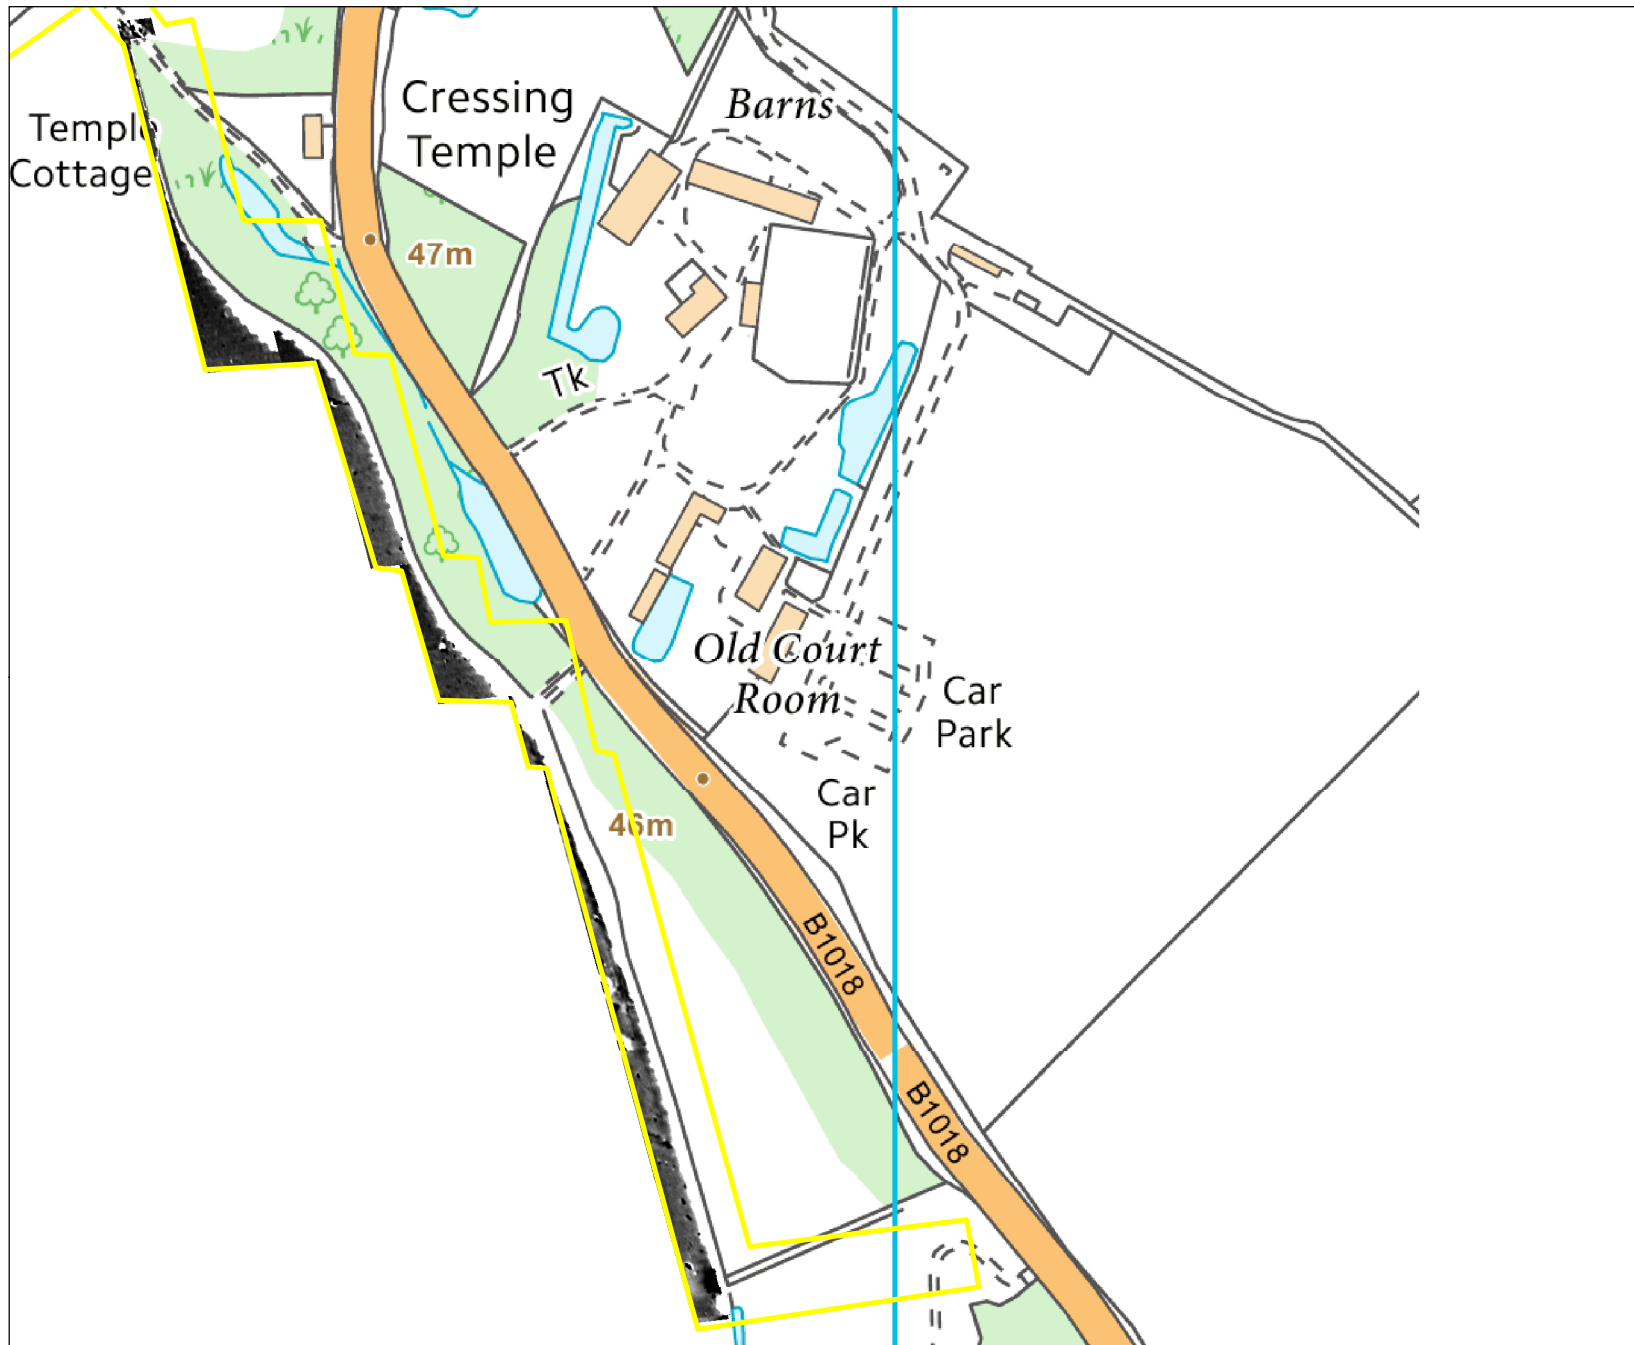 Cressing
Temple
Barns
Temple
Cottage
47m
Tk
Old Court
Room
Car
Park
Car
Pk
46m
B1018
B1018